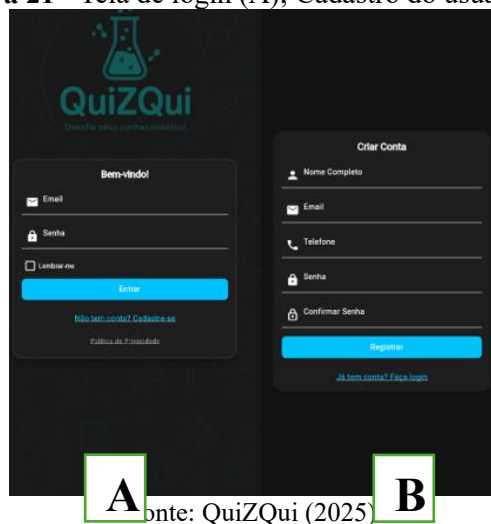 a 21 - Tela de login (A), Cadastro do usu
QuiZQui
Desafie seus conhecimentos!
Bem-vindo!
Email
Senha
Lembrar-me
Entrar
Não tem conta? Cadastre-se
Política de Privacidade
Criar Conta
Nome Completo
Email
Telefone
Senha
Confirmar Senha
Registrar
Já tem conta? Faça login
A
B
onte: QuiZQui (2025)